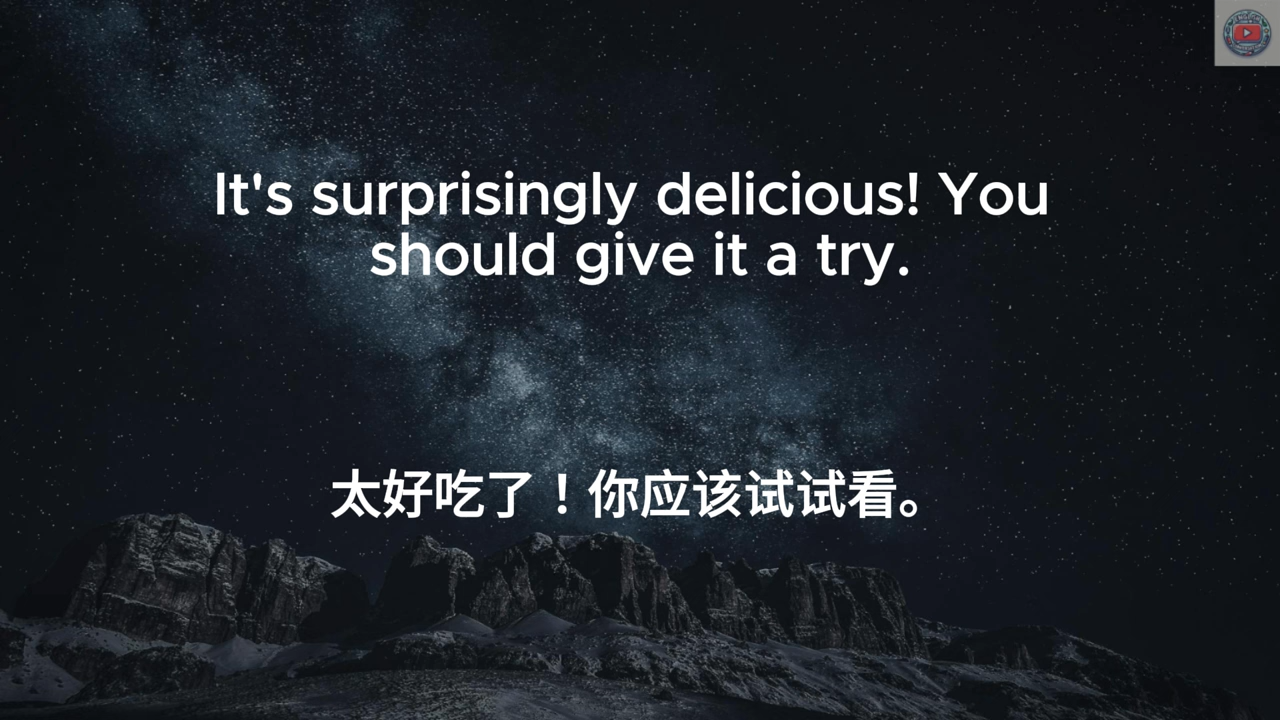 It's surprisingly delicious! You
should give it a try.
太好吃了！你应该试试看。